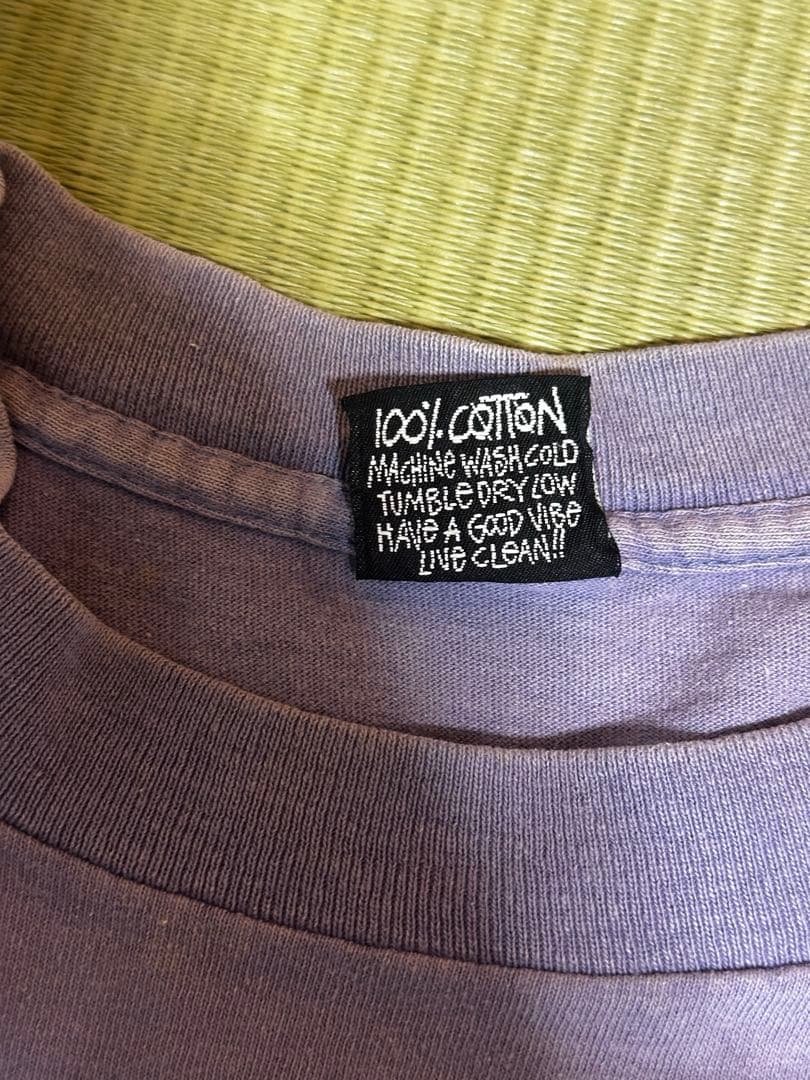 100% COTTON
MACHINE WASH COLD
TUMBLE DRY LOW
HAVE A GOOD VIBE
LIVE CLEAN!!